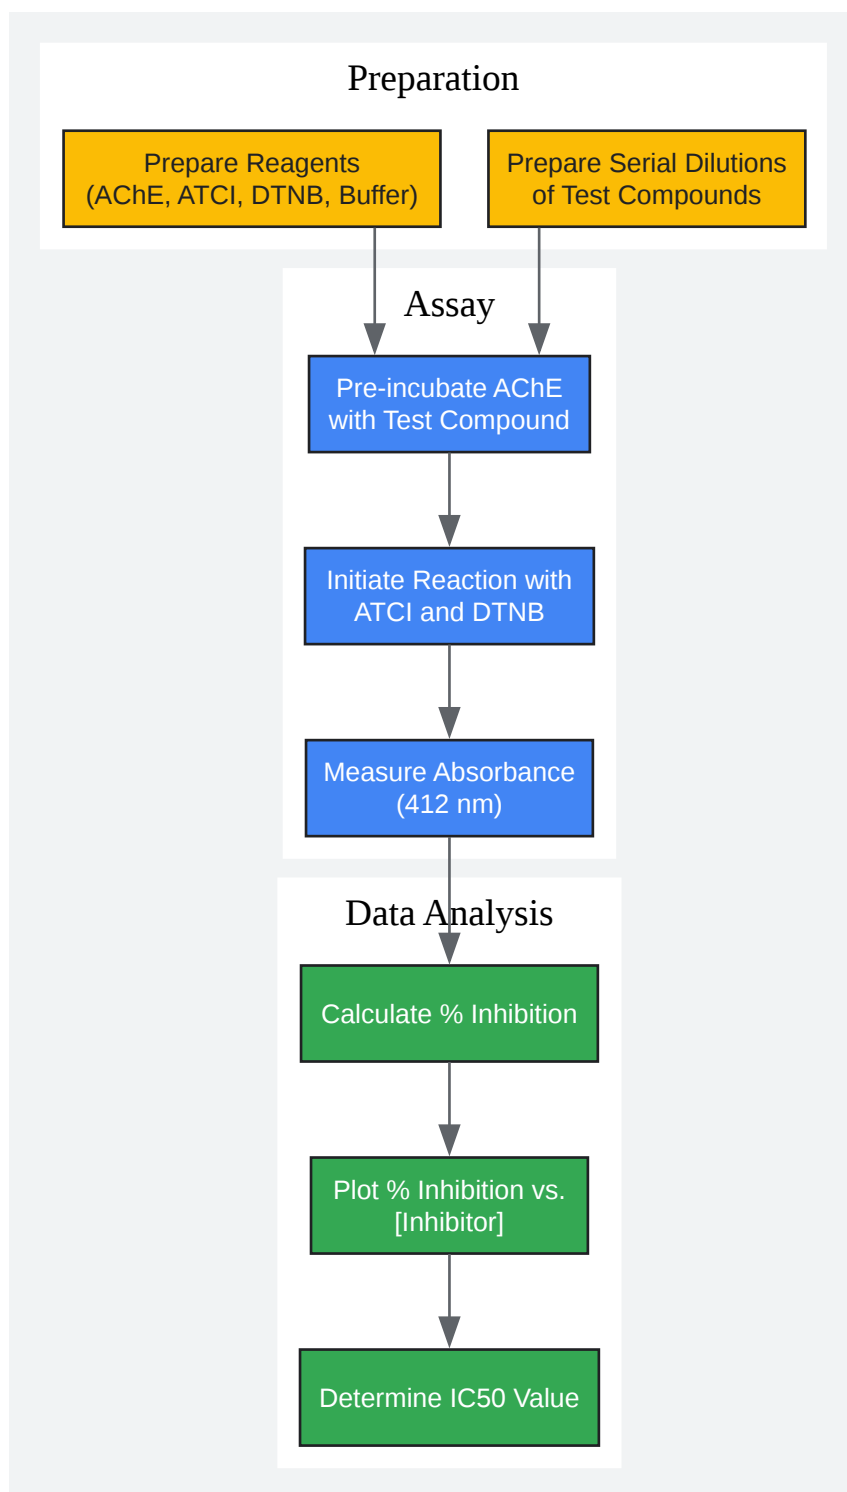 Preparation
Prepare Reagents
(AChE, ATCI, DTNB, Buffer)
Prepare Serial Dilutions
of Test Compounds
Assay
Pre-incubate AChE
with Test Compound
Initiate Reaction with
ATCI and DTNB
Measure Absorbance
(412 nm)
Data Analysis
Calculate % Inhibition
Plot % Inhibition vs.
[Inhibitor]
Determine IC50 Value